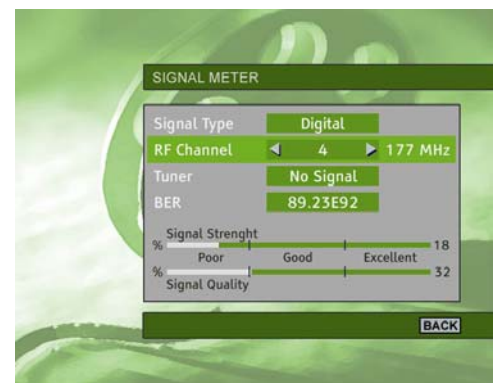 SIGNAL METER
Signal Type Digital
RF Channel 4 177 MHz
Tuner No Signal
BER 89.23E92
Signal Strenght
% 18
Poor Good Excellent
% 32
Signal Quality
BACK